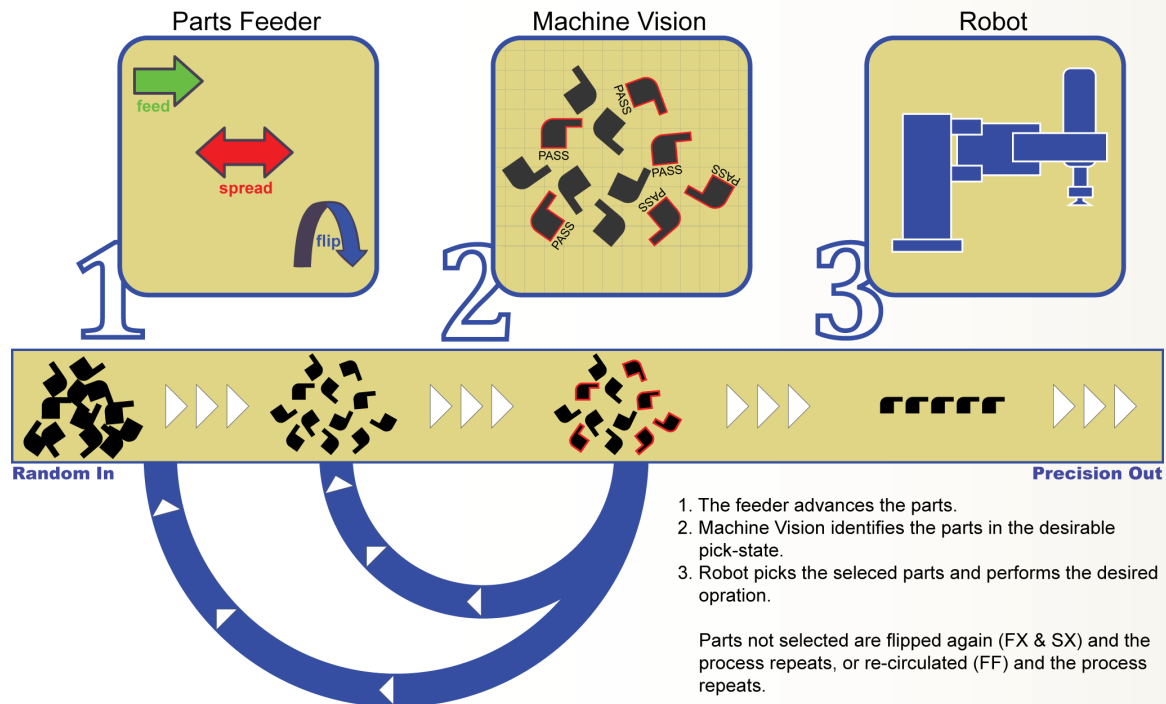 Parts Feeder
Machine Vision
Robot
feed
spread
flip
PASS
PASS
PASS
PASS
PASS
PASS
1
2
3
Random In
Precision Out
1. The feeder advances the parts.
2. Machine Vision identifies the parts in the desirable
pick-state.
3. Robot picks the seleced parts and performs the desired
opration.
Parts not selected are flipped again (FX & SX) and the
process repeats, or re-circulated (FF) and the process
repeats.